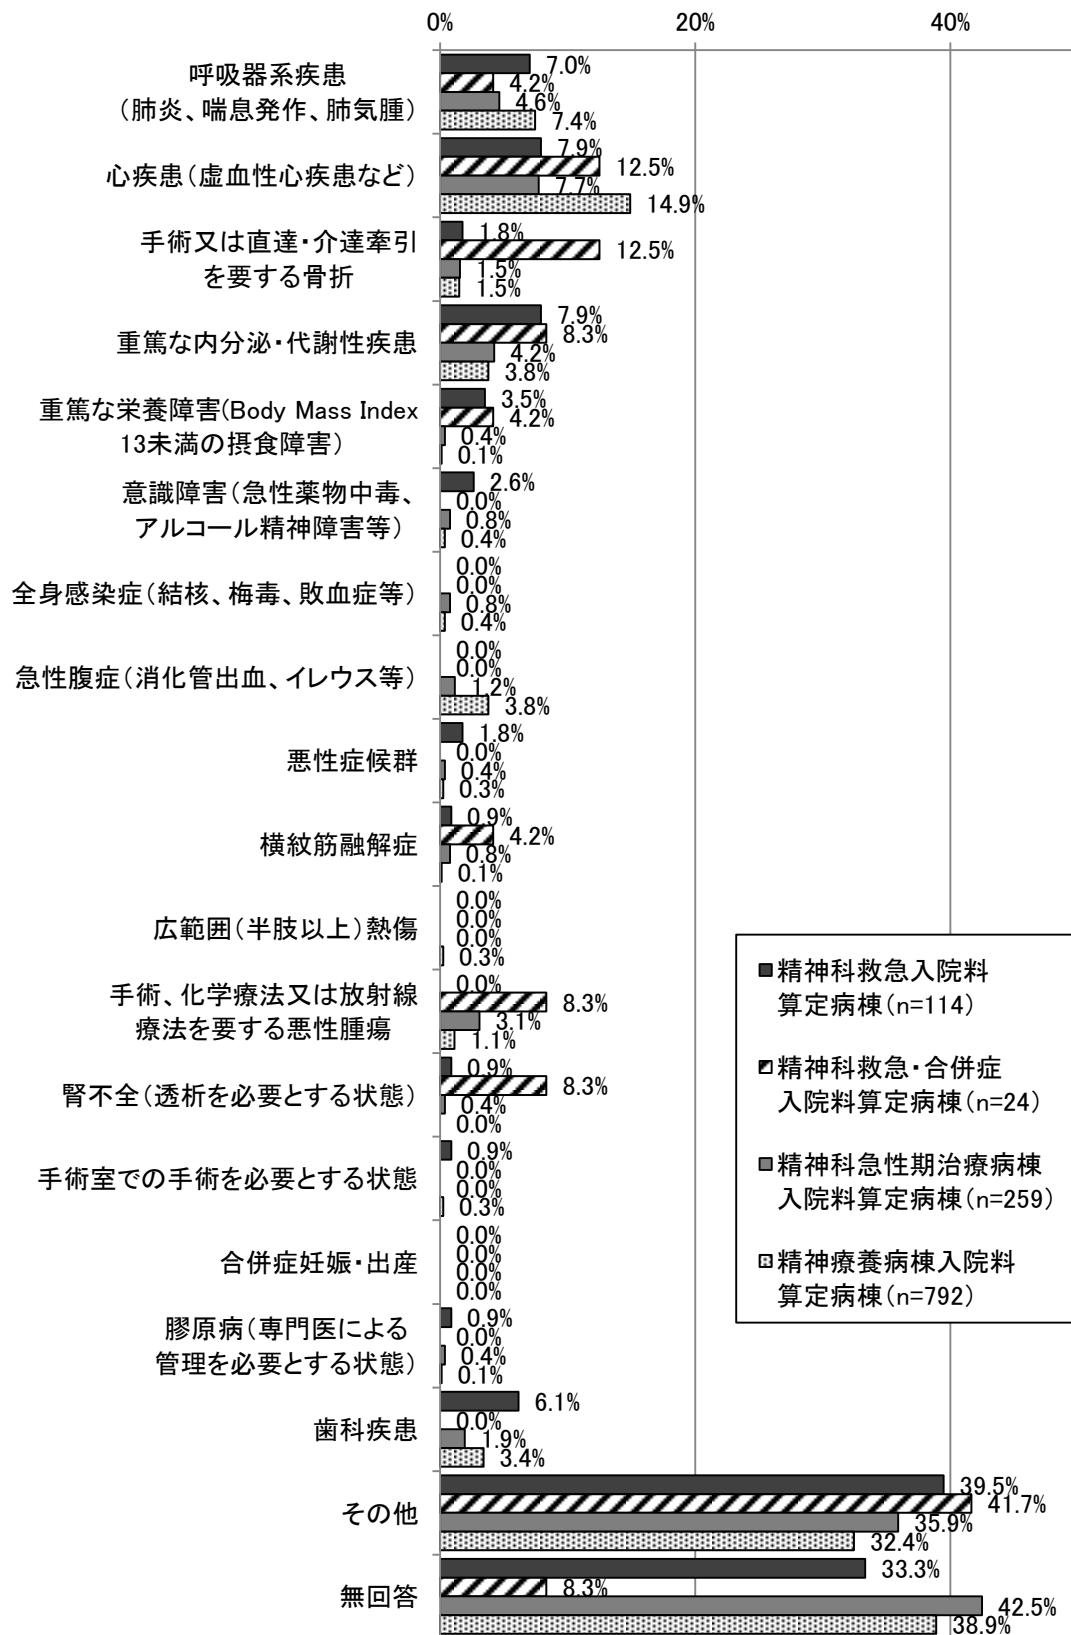 0% 20% 40%
呼吸器系疾患
（肺炎、喘息発作、肺気腫）
7.0%
4.2%
4.6%
7.4%
心疾患（虚血性心疾患など）
7.9%
12.5%
7.7%
14.9%
手術又は直達・介達牽引
を要する骨折
1.8%
12.5%
1.5%
1.5%
重篤な内分泌・代謝性疾患
7.9%
8.3%
4.2%
3.8%
重篤な栄養障害(Body Mass Index
13未満の摂食障害）
3.5%
4.2%
0.4%
0.1%
意識障害（急性薬物中毒、
アルコール精神障害等）
2.6%
0.0%
0.8%
0.4%
全身感染症（結核、梅毒、敗血症等）
0.0%
0.0%
0.8%
0.4%
急性腹症（消化管出血、イレウス等）
0.0%
0.0%
1.2%
3.8%
悪性症候群
1.8%
0.0%
0.4%
0.3%
横紋筋融解症
0.9%
4.2%
0.8%
0.1%
広範囲（半肢以上）熱傷
0.0%
0.0%
0.0%
0.3%
手術、化学療法又は放射線
療法を要する悪性腫瘍
0.0%
8.3%
3.1%
1.1%
腎不全（透析を必要とする状態）
0.9%
8.3%
0.4%
0.0%
手術室での手術を必要とする状態
0.9%
0.0%
0.0%
0.3%
合併症妊娠・出産
0.0%
0.0%
0.0%
0.0%
膠原病（専門医による
管理を必要とする状態）
0.9%
0.0%
0.4%
0.1%
歯科疾患
6.1%
0.0%
1.9%
3.4%
その他
39.5%
41.7%
35.9%
32.4%
無回答
33.3%
8.3%
42.5%
38.9%
精神科救急入院料
算定病棟（n=114）
精神科救急・合併症
入院料算定病棟（n=24）
精神科急性期治療病棟
入院料算定病棟（n=259）
精神療養病棟入院料
算定病棟（n=792）